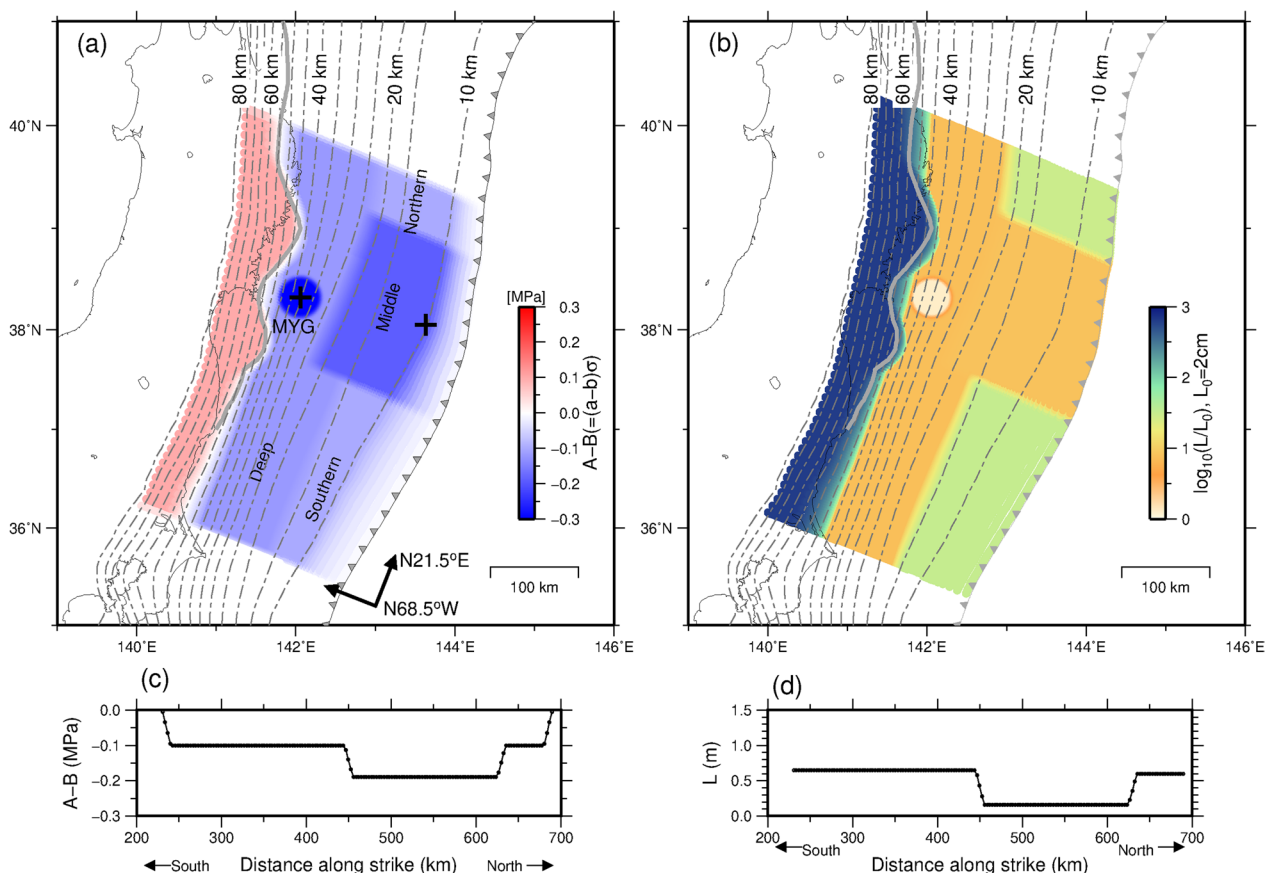 (a)
80 km
60 km
40 km
20 km
10 km
40°N
38°N
36°N
140°E
142°E
144°E
146°E
Northern
Middle
MYG
Deep
Southern
[MPa]
0.3
0.2
0.1
0.0
−0.1
−0.2
−0.3
A−B(=(a−b)σ)
N21.5ºE
N68.5ºW
100 km
(b)
80 km
60 km
40 km
20 km
10 km
40°N
38°N
36°N
140°E
142°E
144°E
146°E
3
2
1
0
log10(L/L0), L0=2cm
100 km
(c)
A−B (MPa)
0.0
−0.1
−0.2
−0.3
200 300 400 500 600 700
South Distance along strike (km) North
(d)
L (m)
1.5
1.0
0.5
0.0
200 300 400 500 600 700
South Distance along strike (km) North